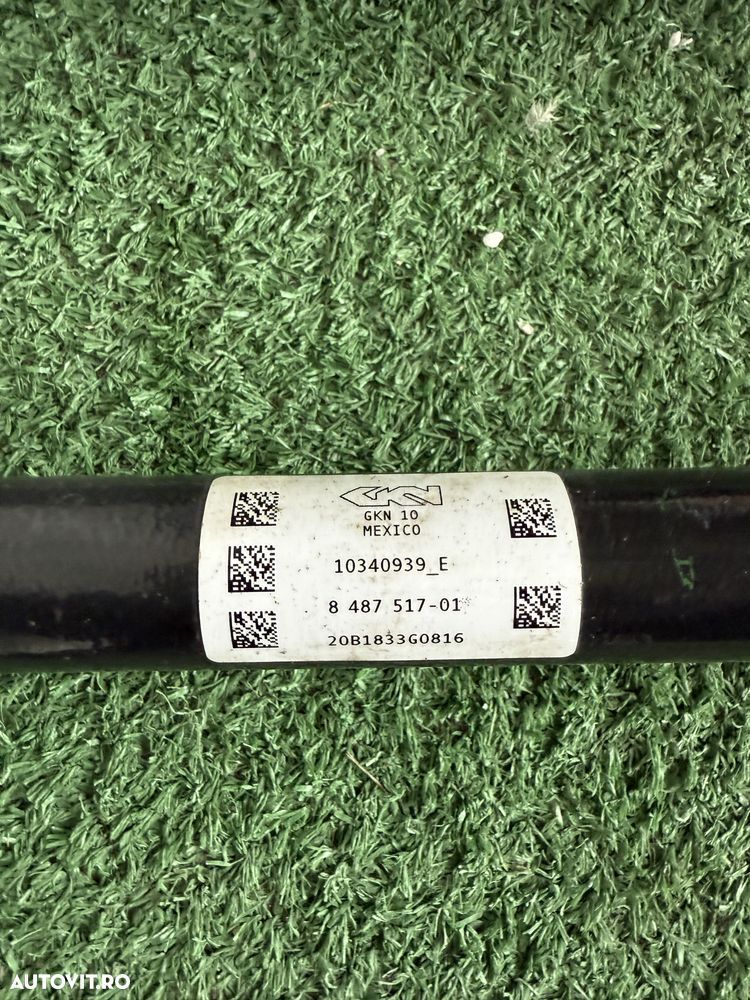 GKN
GKN 10
MEXICO
10340939_E
8 487 517-01
20B1833G0816
AUTOVIT.RO